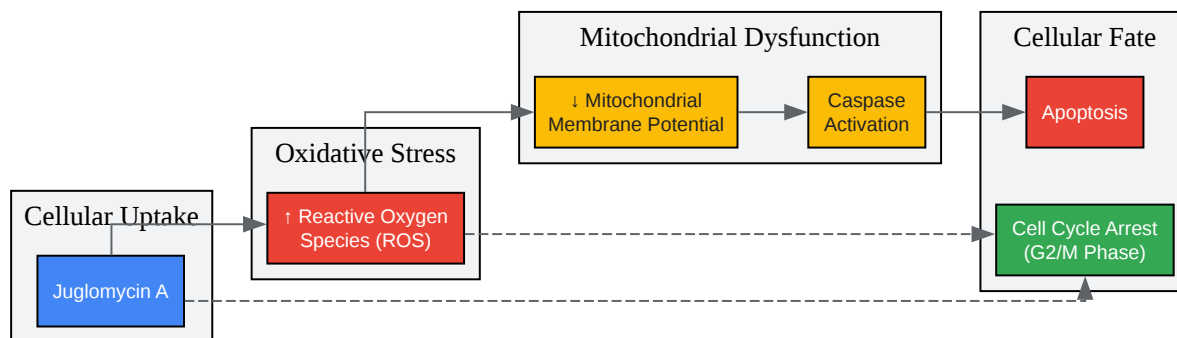 Mitochondrial Dysfunction
↓ Mitochondrial
Membrane Potential
Caspase
Activation
Cellular Fate
Apoptosis
Oxidative Stress
↑ Reactive Oxygen
Species (ROS)
Cellular Uptake
Juglomycin A
Cell Cycle Arrest
(G2/M Phase)